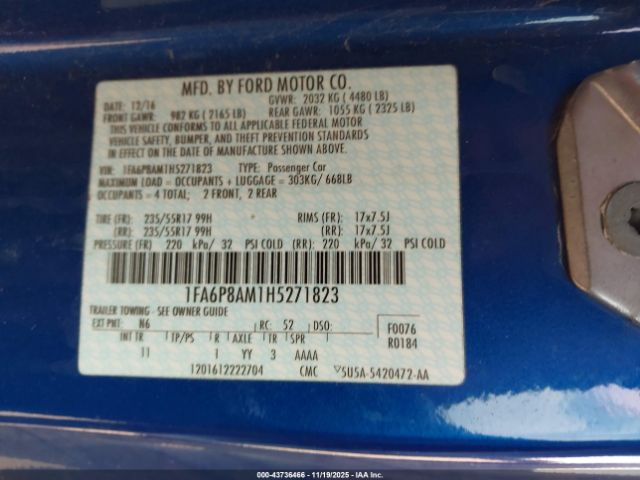 MFD. BY FORD MOTOR CO.
DATE: 12/16 GVWR: 2032 KG ( 4480 LB)
FRONT GAWR: 982 KG ( 2165 LB) REAR GAWR: 1055 KG ( 2325 LB)
THIS VEHICLE CONFORMS TO ALL APPLICABLE FEDERAL MOTOR
VEHICLE SAFETY, BUMPER, AND THEFT PREVENTION STANDARDS
IN EFFECT ON THE DATE OF MANUFACTURE SHOWN ABOVE.
VIN: 1FA6P8AM1H5271823 TYPE: Passenger Car
MAXIMUM LOAD = OCCUPANTS + LUGGAGE = 303KG/ 668LB
OCCUPANTS = 4 TOTAL; 2 FRONT, 2 REAR
TIRE (FR): 235/55R17 99H RIMS (FR): 17x7.5J
(RR): 235/55R17 99H (RR): 17x7.5J
PRESSURE (FR) 220 kPa/ 32 PSI COLD (RR): 220 kPa/ 32 PSI COLD
1FA6P8AM1H5271823
TRAILER TOWING - SEE OWNER GUIDE
EXT PNT: N6 RC: 52 DSO: F0076
INT TR TP/PS R AXLE TR SPR R0184
11 1 YY 3 AAAA
1201612222704 CMC ▽SU5A-5420472-AA
000-43736466 - 11/19/2025 - IAA Inc.